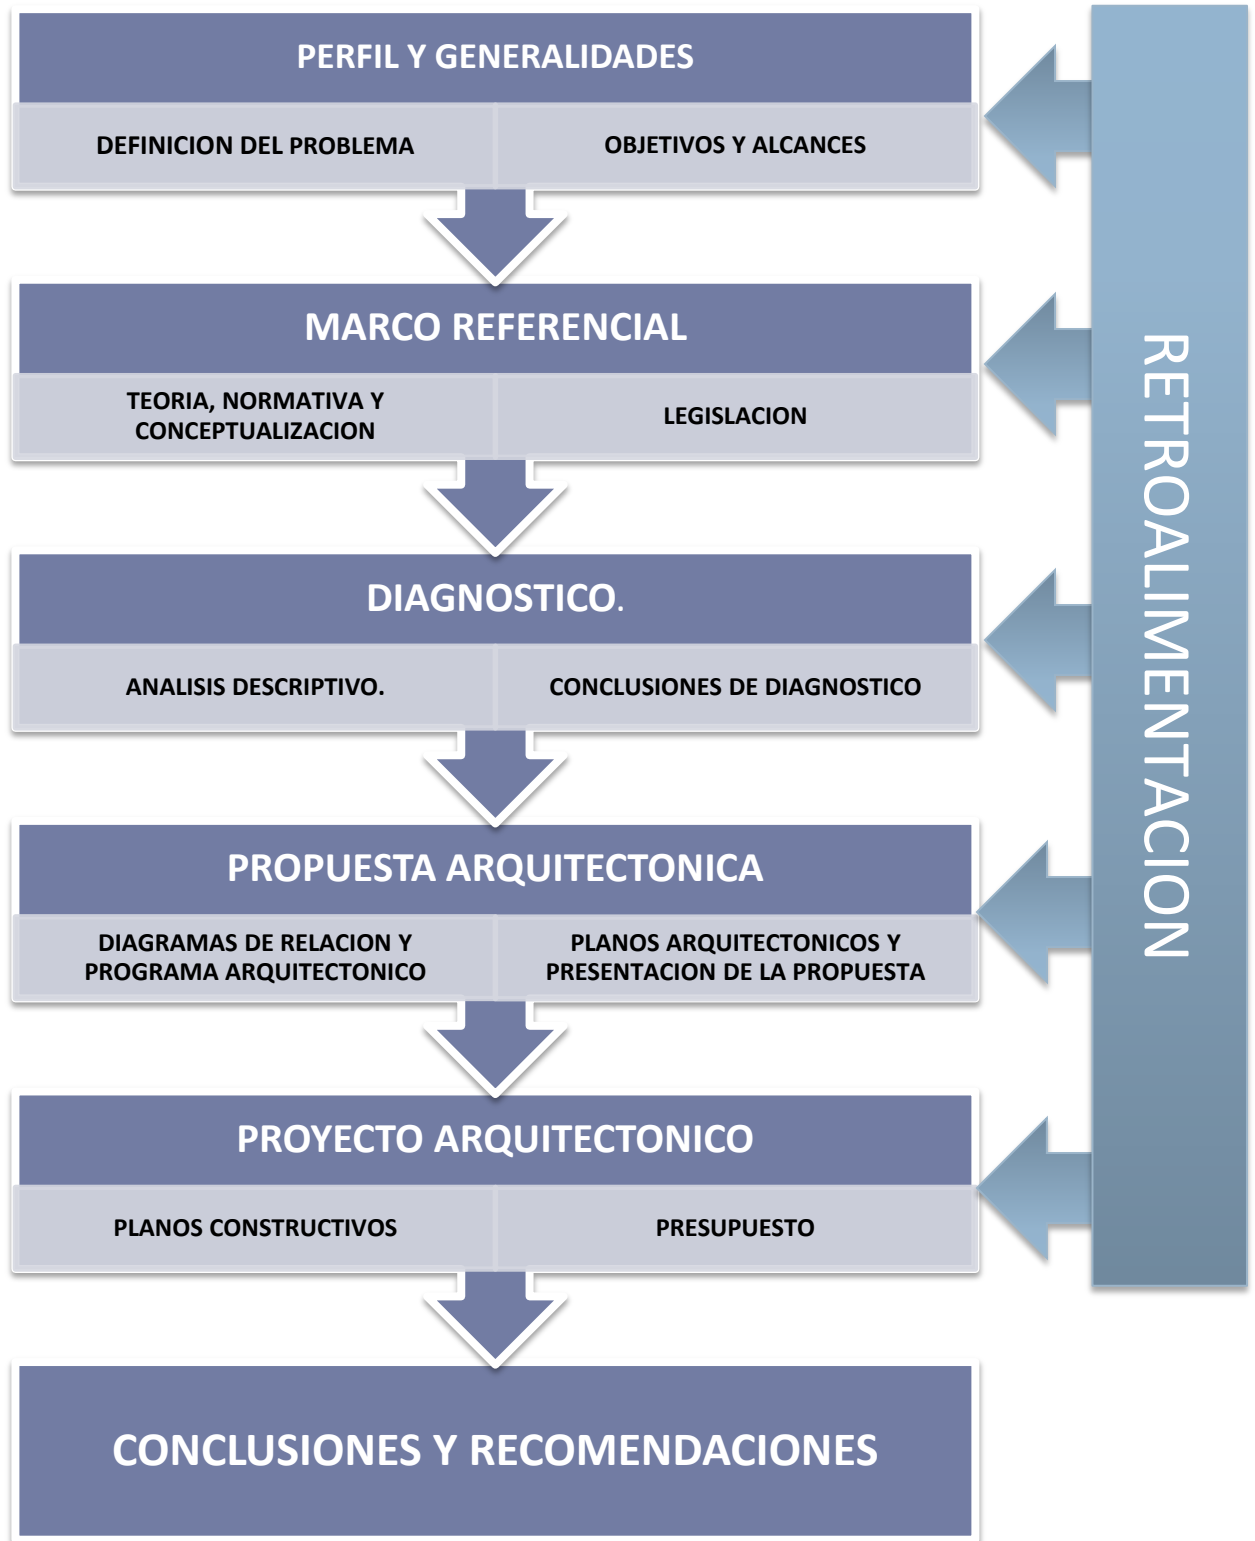 PERFIL Y GENERALIDADES
DEFINICION DEL PROBLEMA
OBJETIVOS Y ALCANCES
MARCO REFERENCIAL
TEORIA, NORMATIVA Y
CONCEPTUALIZACION
LEGISLACION
DIAGNOSTICO.
ANALISIS DESCRIPTIVO.
CONCLUSIONES DE DIAGNOSTICO
PROPUESTA ARQUITECTONICA
DIAGRAMAS DE RELACION Y
PROGRAMA ARQUITECTONICO
PLANOS ARQUITECTONICOS Y
PRESENTACION DE LA PROPUESTA
PROYECTO ARQUITECTONICO
PLANOS CONSTRUCTIVOS
PRESUPUESTO
CONCLUSIONES Y RECOMENDACIONES
RETROALIMENTACION